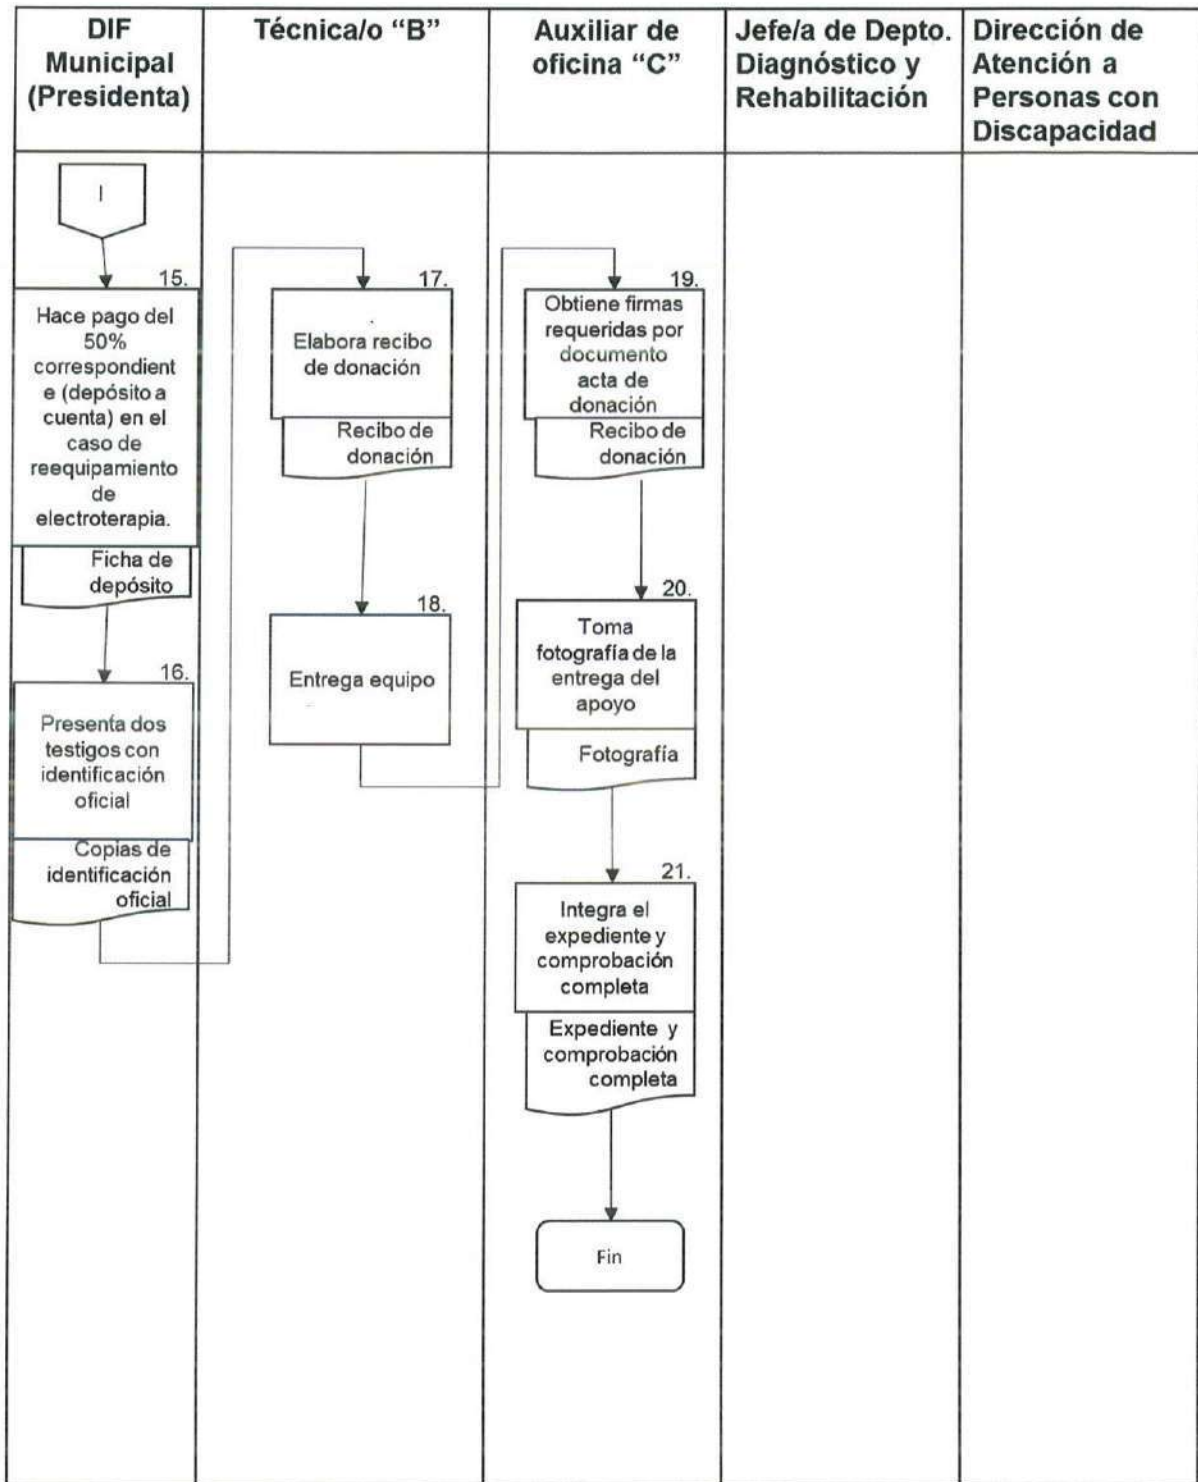 DIF
Municipal
(Presidenta)
Técnica/o “B”
Auxiliar de
oficina “C”
Jefe/a de Depto.
Diagnóstico y
Rehabilitación
Dirección de
Atención a
Personas con
Discapacidad
I
15.
Hace pago del
50%
correspondient
e (depósito a
cuenta) en el
caso de
reequipamiento
de
electroterapia.
Ficha de
depósito
16.
Presenta dos
testigos con
identificación
oficial
Copias de
identificación
oficial
17.
Elabora recibo
de donación
Recibo de
donación
18.
Entrega equipo
19.
Obtiene firmas
requeridas por
documento
acta de
donación
Recibo de
donación
20.
Toma
fotografía de la
entrega del
apoyo
Fotografía
21.
Integra el
expediente y
comprobación
completa
Expediente y
comprobación
completa
Fin